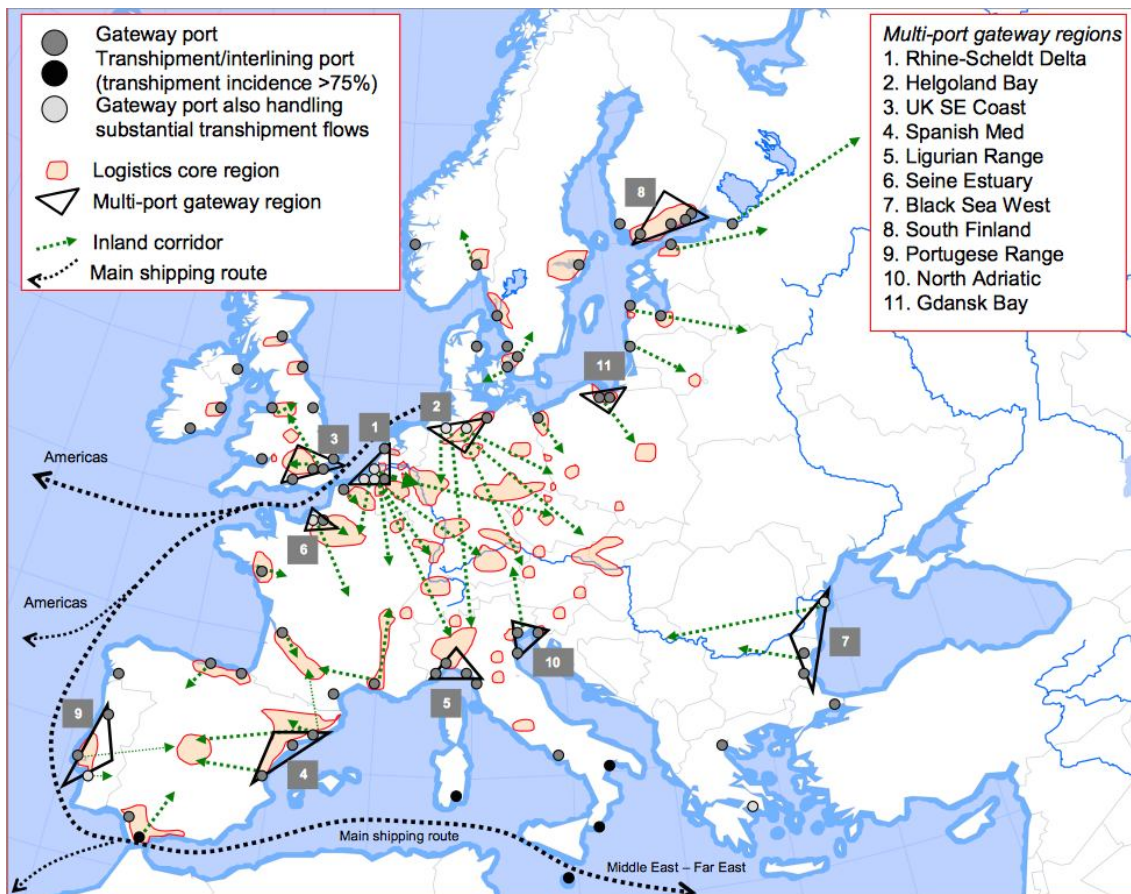 Gateway port
Transhipment/interlining port
(transhipment incidence >75%)
Gateway port also handling
substantial transhipment flows
Logistics core region
Multi-port gateway region
Inland corridor
Main shipping route
Multi-port gateway regions
1. Rhine-Scheldt Delta
2. Helgoland Bay
3. UK SE Coast
4. Spanish Med
5. Ligurian Range
6. Seine Estuary
7. Black Sea West
8. South Finland
9. Portugese Range
10. North Adriatic
11. Gdansk Bay
8
11
2
1
3
Americas
6
Americas
7
10
5
9
4
Main shipping route
Middle East – Far East